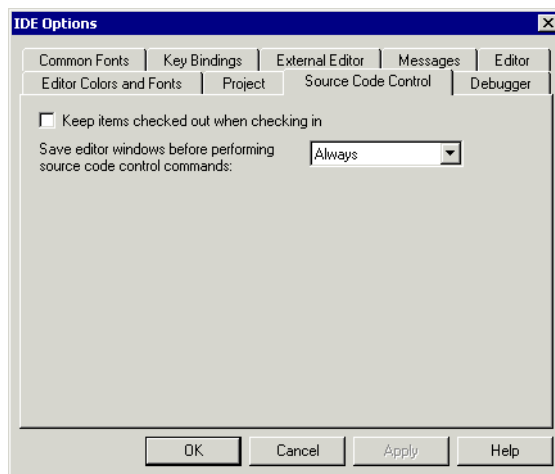 IDE Options
Common Fonts Key Bindings External Editor Messages Editor
Editor Colors and Fonts Project Source Code Control Debugger
Keep items checked out when checking in
Save editor windows before performing
source code control commands:
Always
OK Cancel Apply Help